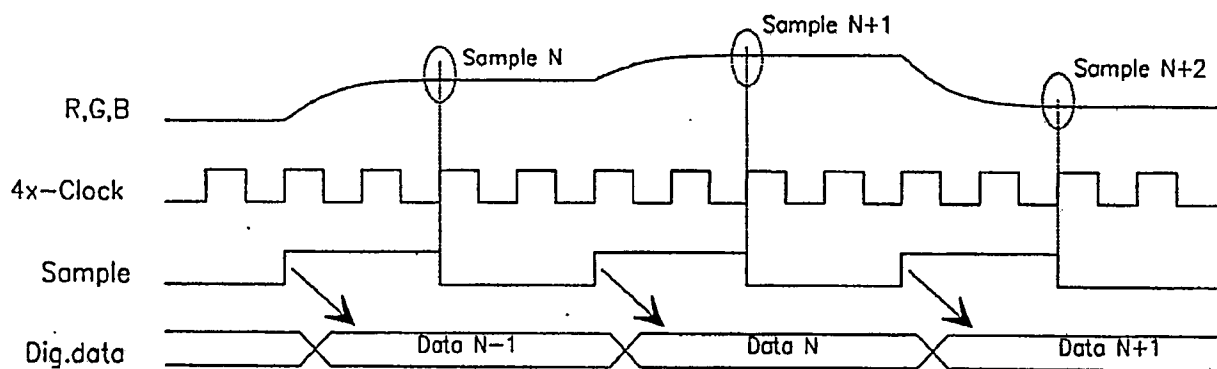 Sample N
Sample N+1
Sample N+2
R,G,B
4x-Clock
Sample
Dig.data
Data N-1
Data N
Data N+1